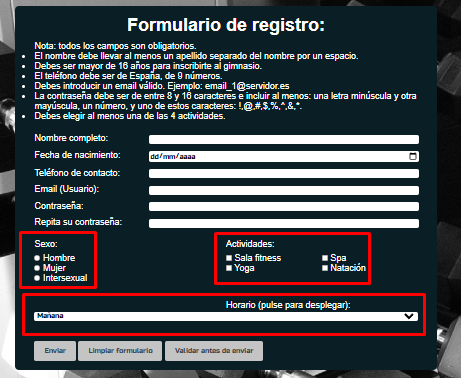 Formulario de registro:
Nota: todos los campos son obligatorios.
El nombre debe llevar al menos un apellido separado del nombre por un espacio.
Debes ser mayor de 16 años para inscribirte al gimnasio.
El teléfono debe ser de España, de 9 números.
Debes introducir un email válido. Ejemplo: email_1@servidor.es
La contraseña debe ser de entre 8 y 16 caracteres e incluir al menos: una letra minúscula y otra
mayúscula, un número, y uno de estos caracteres: !,@,#,$,%,^,&,*.
Debes elegir al menos una de las 4 actividades.
Nombre completo:
Fecha de nacimiento: dd/mm/aaaa
Teléfono de contacto:
Email (Usuario):
Contraseña:
Repita su contraseña:
Sexo:
Hombre
Mujer
Intersexual
Actividades:
Sala fitness Spa
Yoga Natación
Horario (pulse para desplegar):
Mañana
Enviar Limpiar formulario Validar antes de enviar